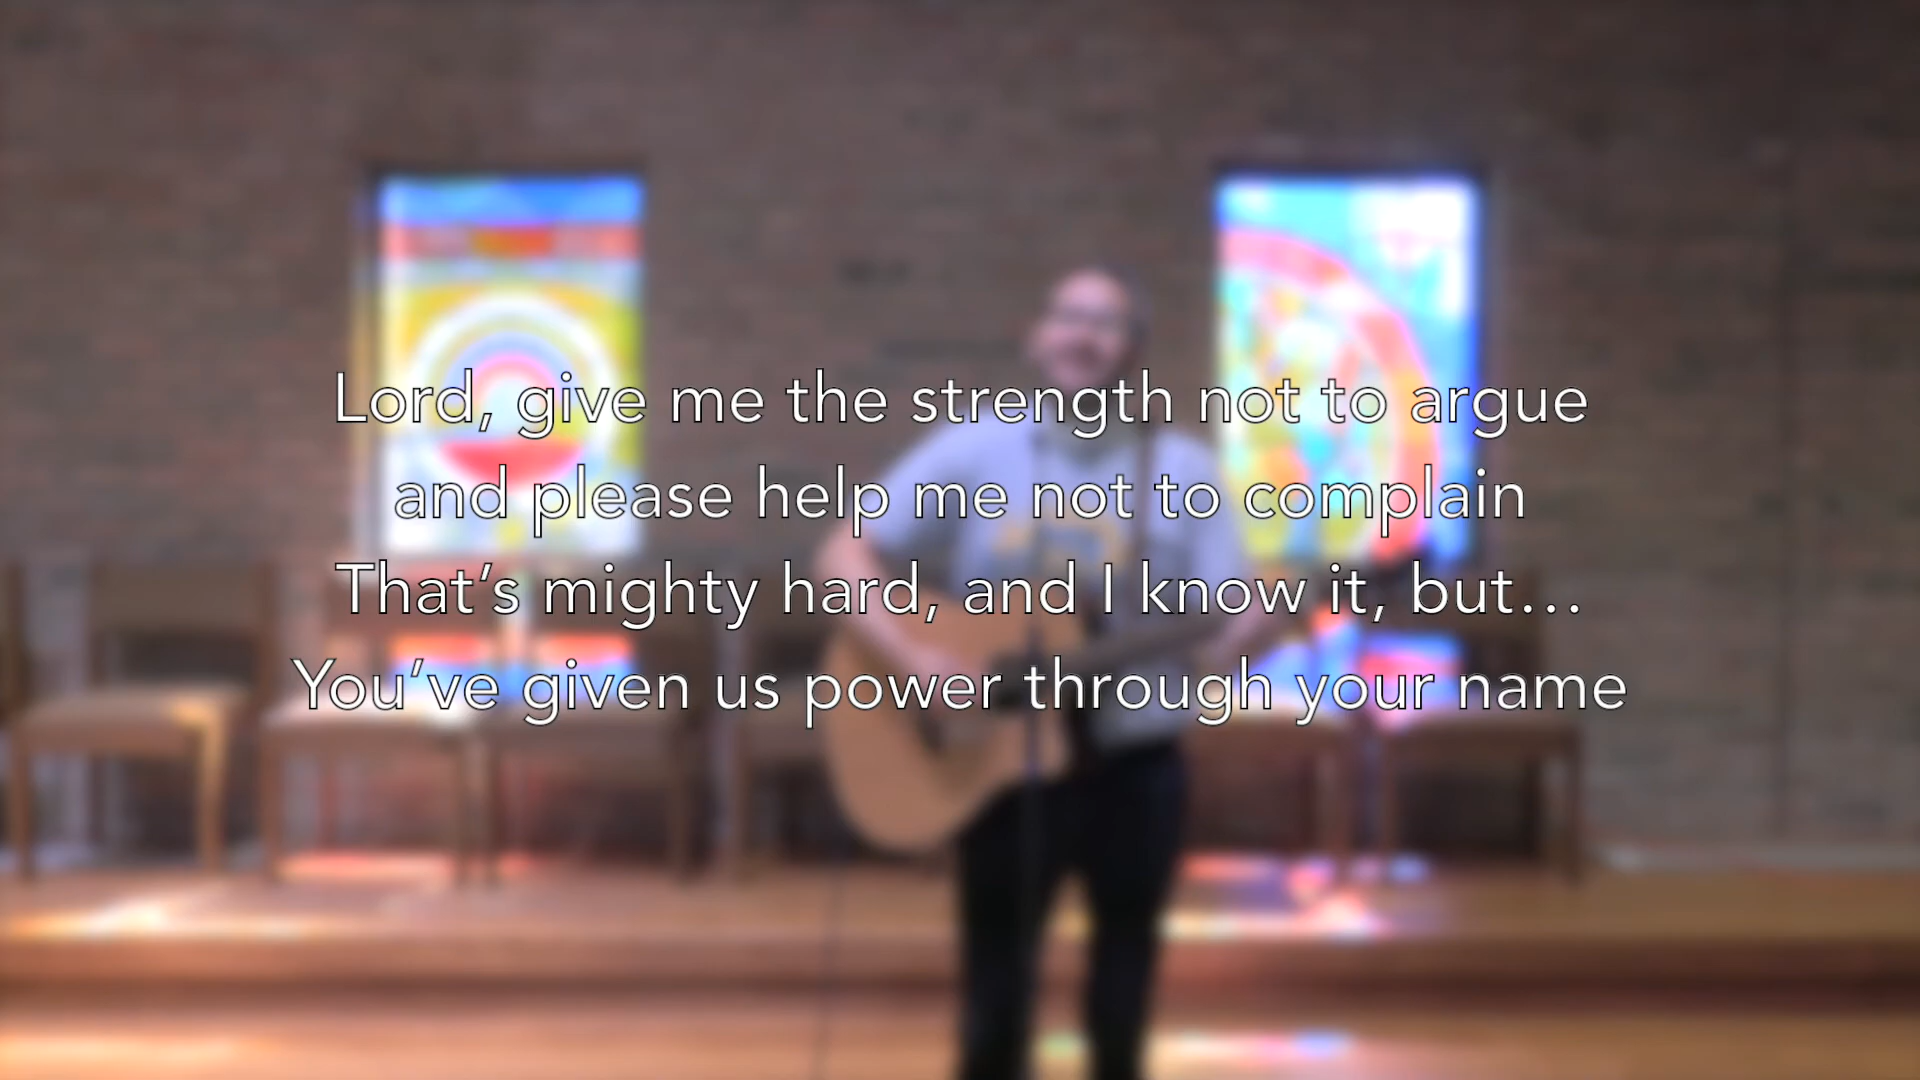 Lord, give me the strength not to argue
and please help me not to complain
That’s mighty hard, and I know it, but…
You’ve given us power through your name